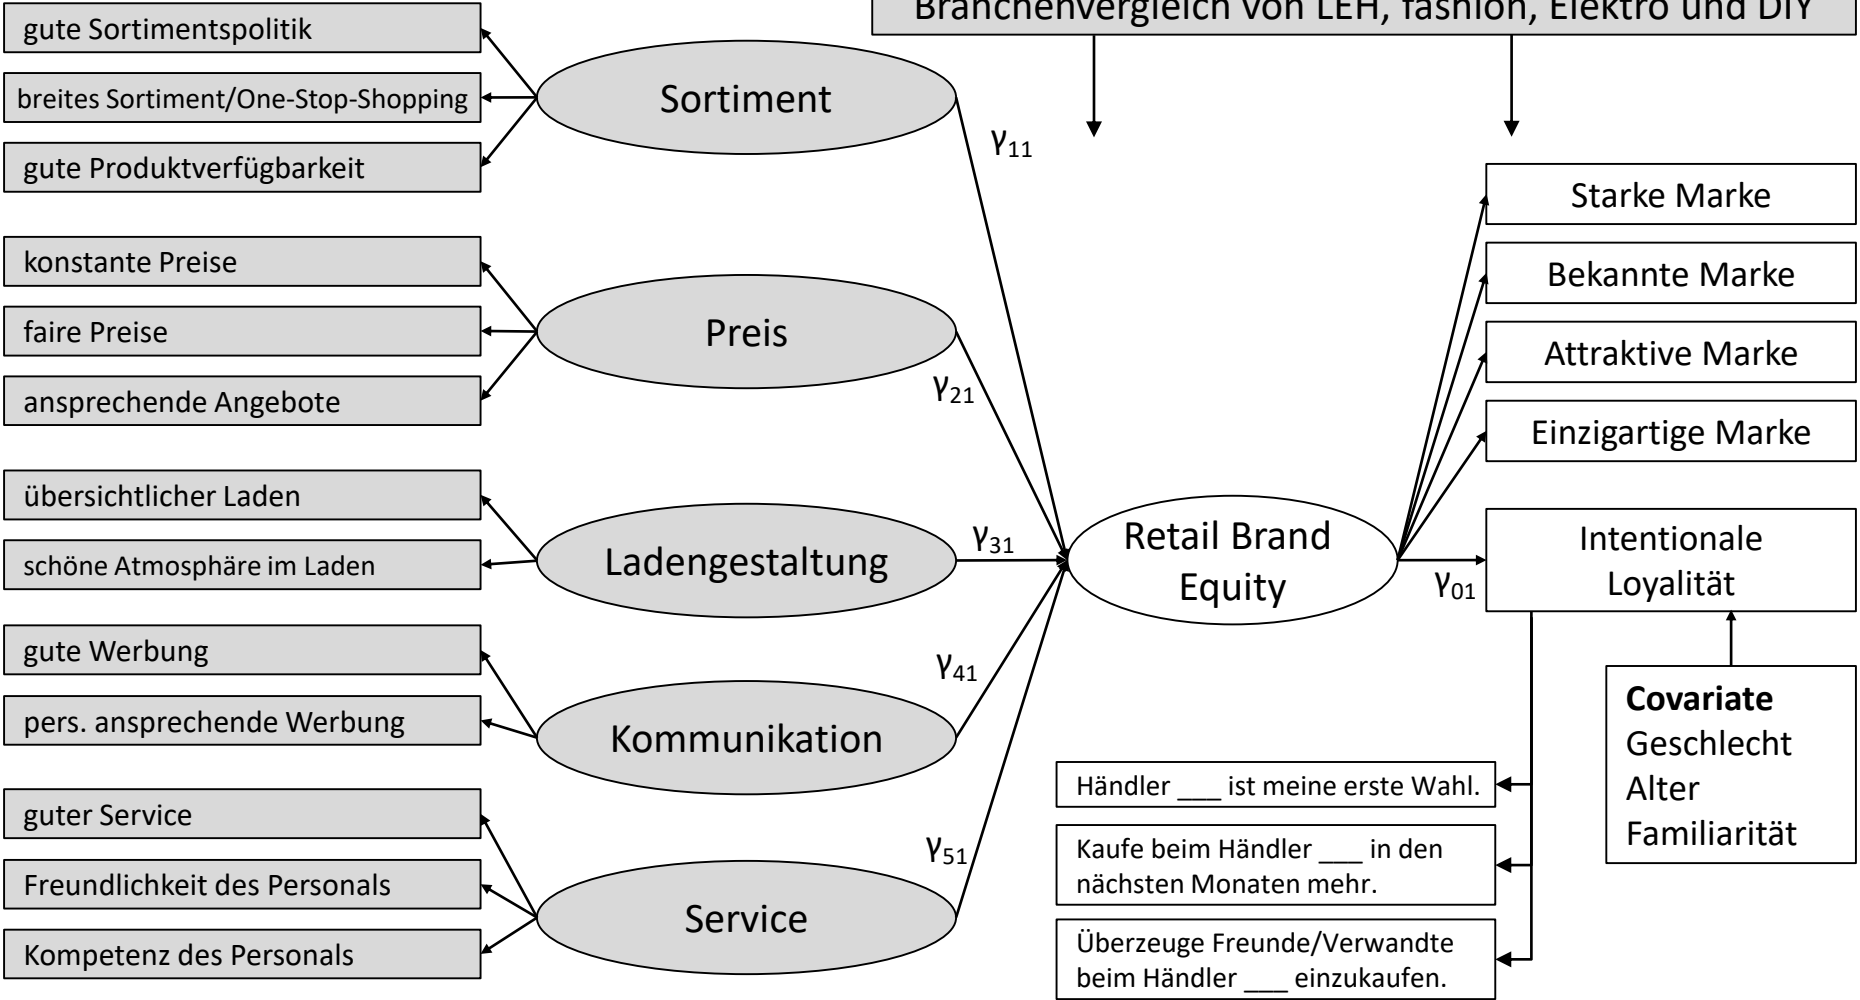 Branchenvergleich von LEH, fashion, Elektro und DIY
gute Sortimentspolitik
breites Sortiment/One-Stop-Shopping
gute Produktverfügbarkeit
Sortiment
γ11
konstante Preise
faire Preise
ansprechende Angebote
Preis
γ21
übersichtlicher Laden
schöne Atmosphäre im Laden
Ladengestaltung
γ31
gute Werbung
pers. ansprechende Werbung
Kommunikation
γ41
guter Service
Freundlichkeit des Personals
Kompetenz des Personals
Service
γ51
Retail Brand
Equity
Starke Marke
Bekannte Marke
Attraktive Marke
Einzigartige Marke
γ01
Intentionale
Loyalität
Covariate
Geschlecht
Alter
Familiarität
Händler ___ ist meine erste Wahl.
Kaufe beim Händler ___ in den
nächsten Monaten mehr.
Überzeuge Freunde/Verwandte
beim Händler ___ einzukaufen.